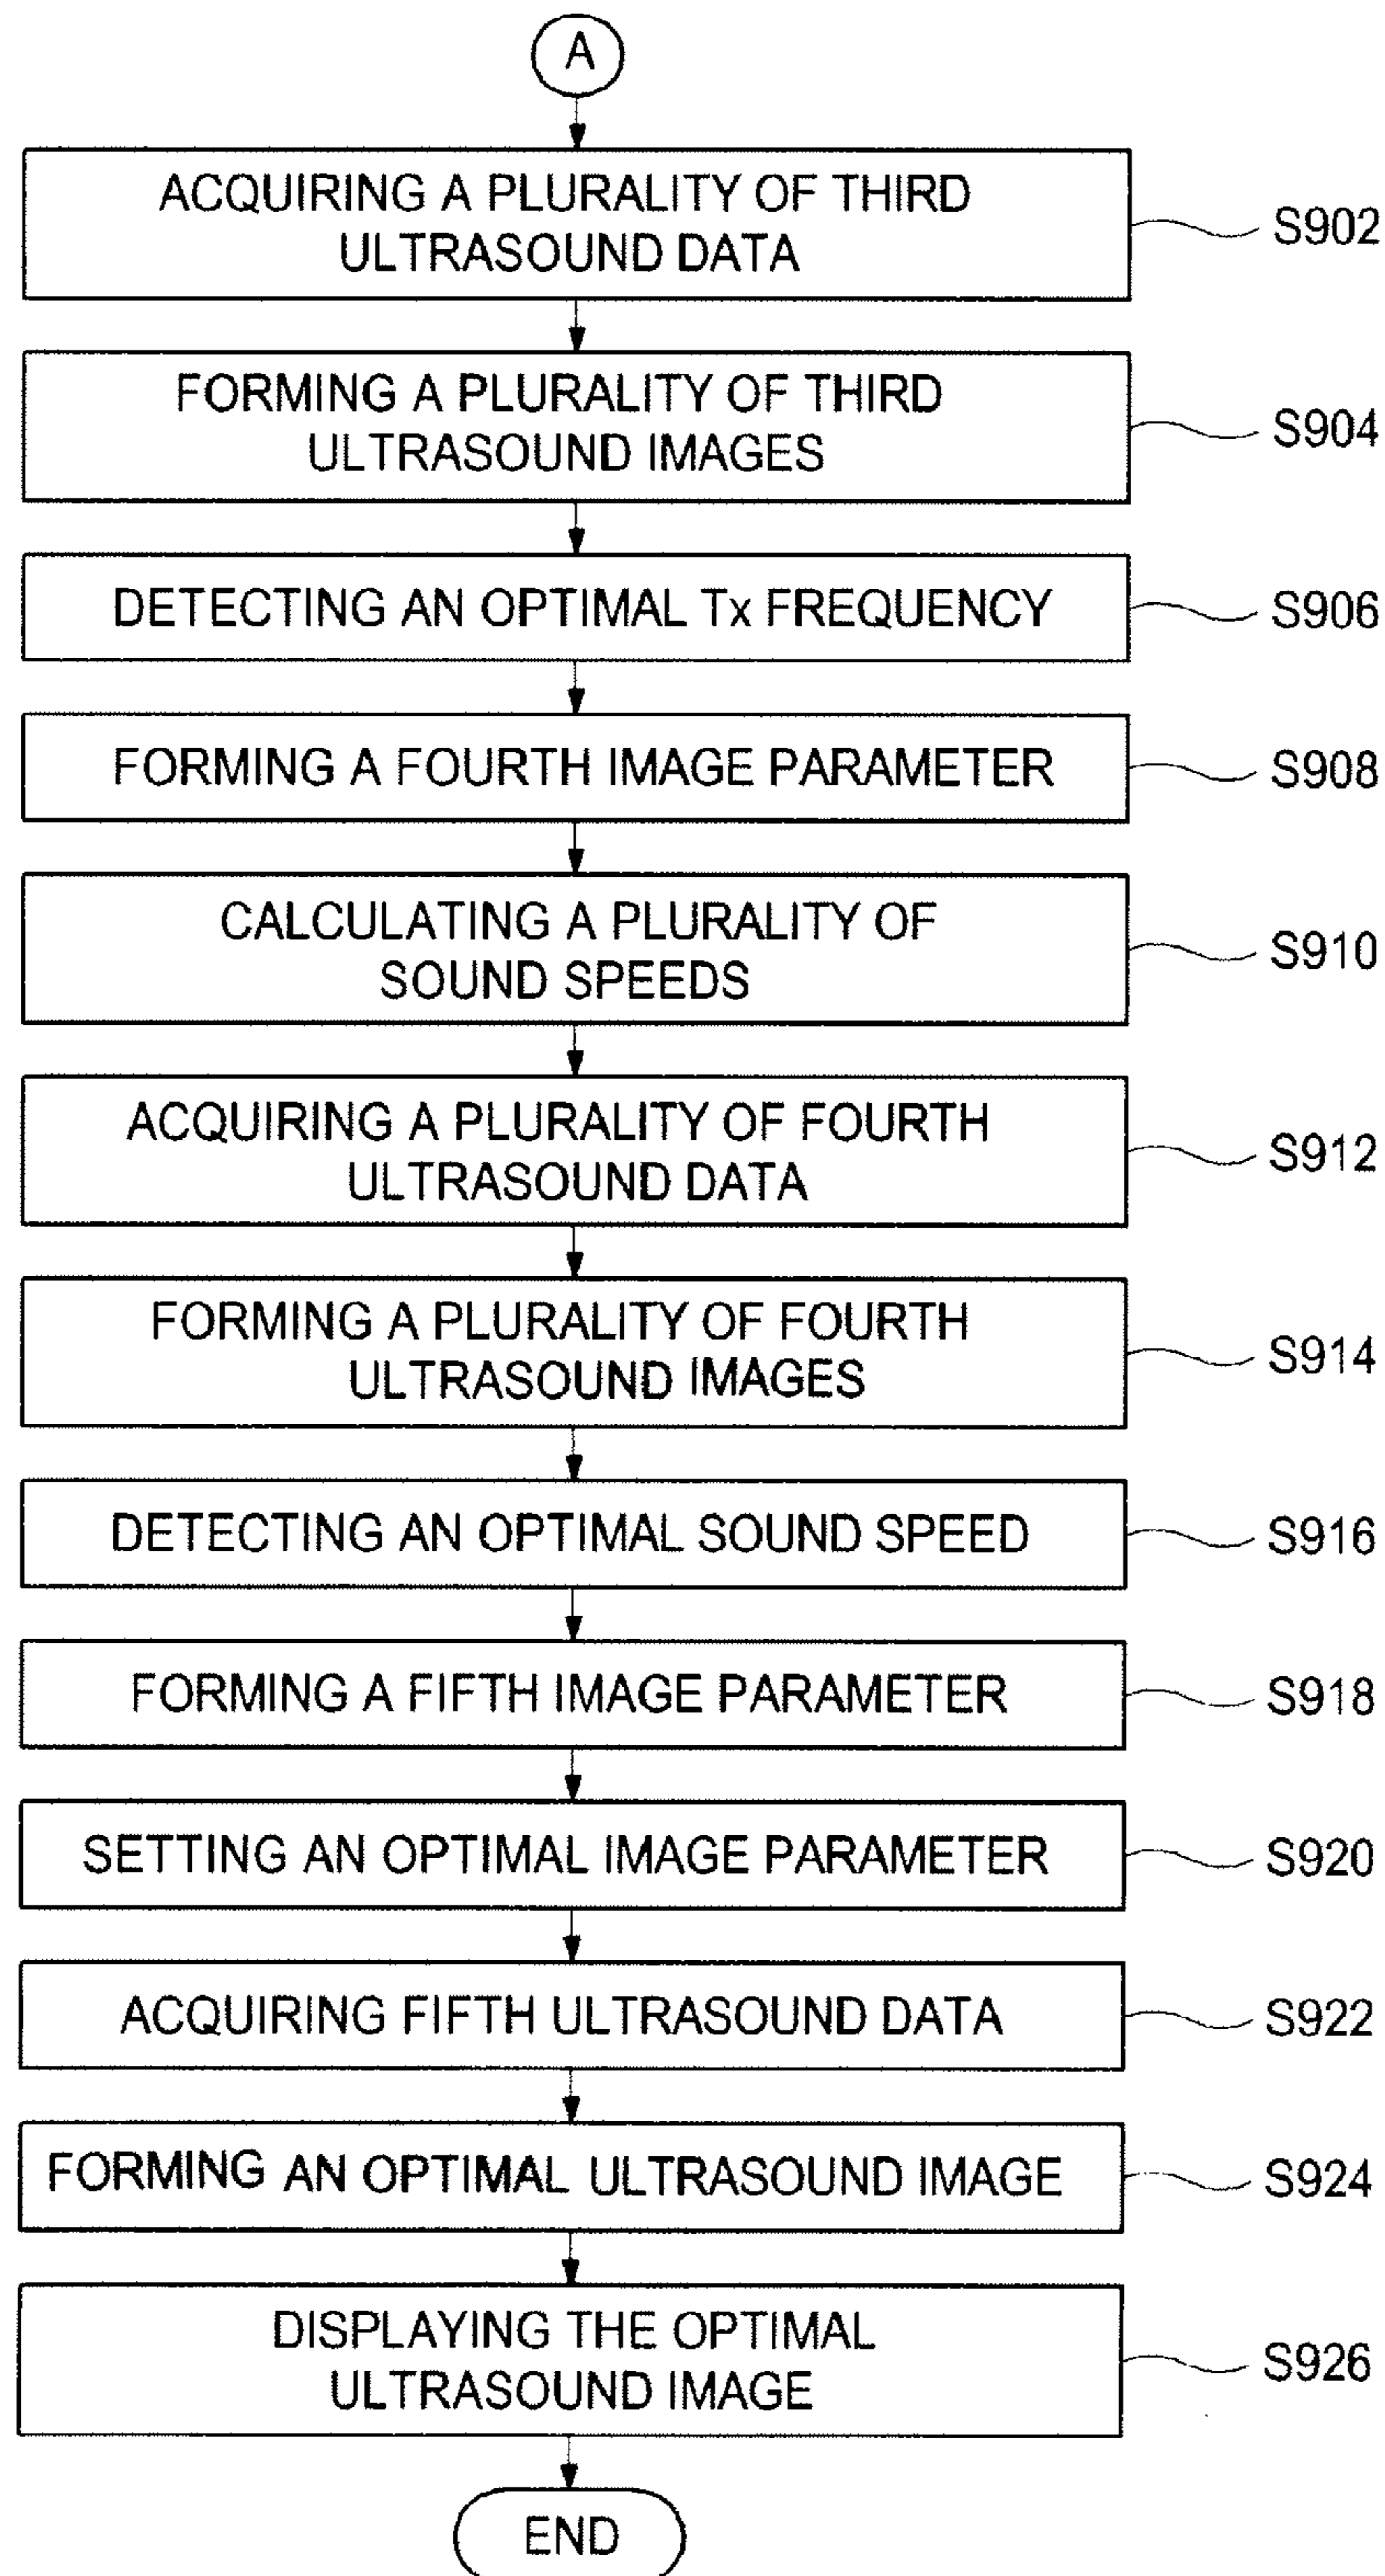 A
ACQUIRING A PLURALITY OF THIRD
ULTRASOUND DATA
S902
FORMING A PLURALITY OF THIRD
ULTRASOUND IMAGES
S904
DETECTING AN OPTIMAL Tx FREQUENCY
S906
FORMING A FOURTH IMAGE PARAMETER
S908
CALCULATING A PLURALITY OF
SOUND SPEEDS
S910
ACQUIRING A PLURALITY OF FOURTH
ULTRASOUND DATA
S912
FORMING A PLURALITY OF FOURTH
ULTRASOUND IMAGES
S914
DETECTING AN OPTIMAL SOUND SPEED
S916
FORMING A FIFTH IMAGE PARAMETER
S918
SETTING AN OPTIMAL IMAGE PARAMETER
S920
ACQUIRING FIFTH ULTRASOUND DATA
S922
FORMING AN OPTIMAL ULTRASOUND IMAGE
S924
DISPLAYING THE OPTIMAL
ULTRASOUND IMAGE
S926
END